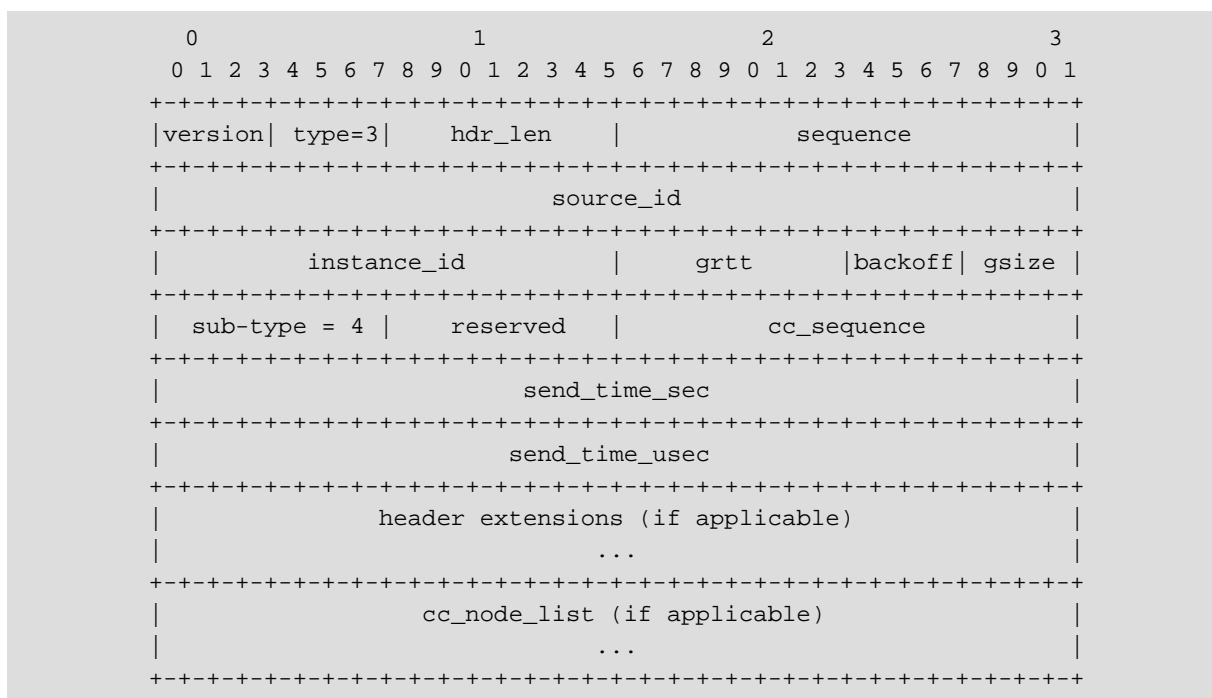 0                   1                   2                   3
0 1 2 3 4 5 6 7 8 9 0 1 2 3 4 5 6 7 8 9 0 1 2 3 4 5 6 7 8 9 0 1
+-+-+-+-+-+-+-+-+-+-+-+-+-+-+-+-+-+-+-+-+-+-+-+-+-+-+-+-+-+-+-+-+
|version| type=3|    hdr_len    |            sequence           |
+-+-+-+-+-+-+-+-+-+-+-+-+-+-+-+-+-+-+-+-+-+-+-+-+-+-+-+-+-+-+-+-+
|                           source_id                           |
+-+-+-+-+-+-+-+-+-+-+-+-+-+-+-+-+-+-+-+-+-+-+-+-+-+-+-+-+-+-+-+-+
|          instance_id          |     grtt      |backoff| gsize |
+-+-+-+-+-+-+-+-+-+-+-+-+-+-+-+-+-+-+-+-+-+-+-+-+-+-+-+-+-+-+-+-+
|  sub-type = 4 |    reserved   |          cc_sequence          |
+-+-+-+-+-+-+-+-+-+-+-+-+-+-+-+-+-+-+-+-+-+-+-+-+-+-+-+-+-+-+-+-+
|                         send_time_sec                         |
+-+-+-+-+-+-+-+-+-+-+-+-+-+-+-+-+-+-+-+-+-+-+-+-+-+-+-+-+-+-+-+-+
|                        send_time_usec                         |
+-+-+-+-+-+-+-+-+-+-+-+-+-+-+-+-+-+-+-+-+-+-+-+-+-+-+-+-+-+-+-+-+
|               header extensions (if applicable)               |
|                              ...                              |
+-+-+-+-+-+-+-+-+-+-+-+-+-+-+-+-+-+-+-+-+-+-+-+-+-+-+-+-+-+-+-+-+
|                  cc_node_list (if applicable)                 |
|                              ...                              |
+-+-+-+-+-+-+-+-+-+-+-+-+-+-+-+-+-+-+-+-+-+-+-+-+-+-+-+-+-+-+-+-+